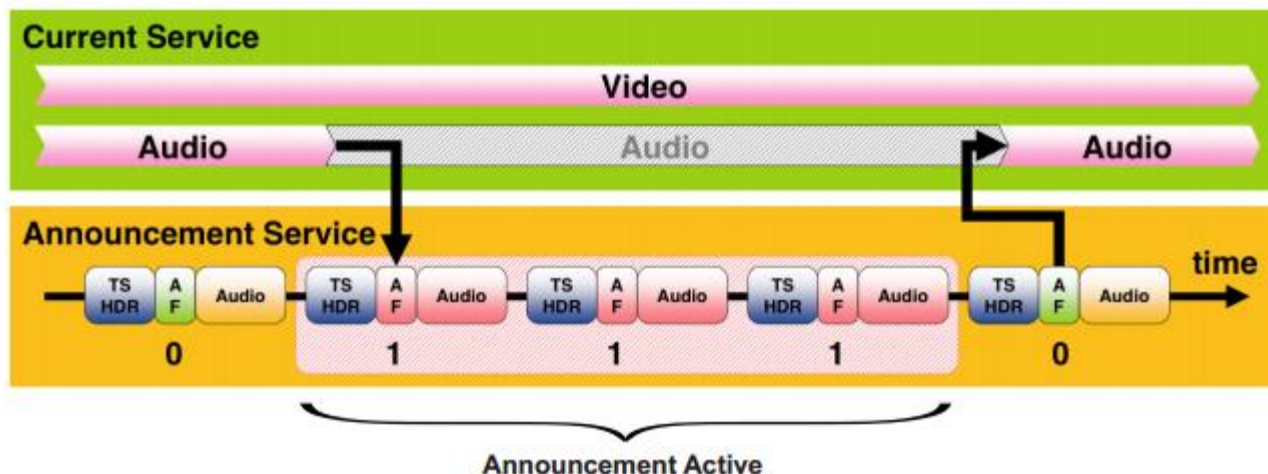 Current Service
Video
Audio Audio Audio
Announcement Service
time
TS A Audio TS A Audio TS A Audio TS A Audio TS A Audio
HDR F HDR F HDR F HDR F HDR F
0 1 1 1 0
Announcement Active